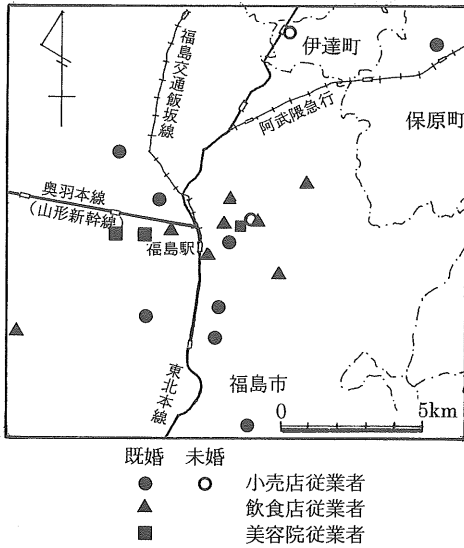 伊達町
福島交通飯坂線
阿武隈急行
保原町
奥羽本線
(山形新幹線)
福島駅
東北本線
福島市
0 5km
既婚 未婚
小売店従業者
飲食店従業者
美容院従業者